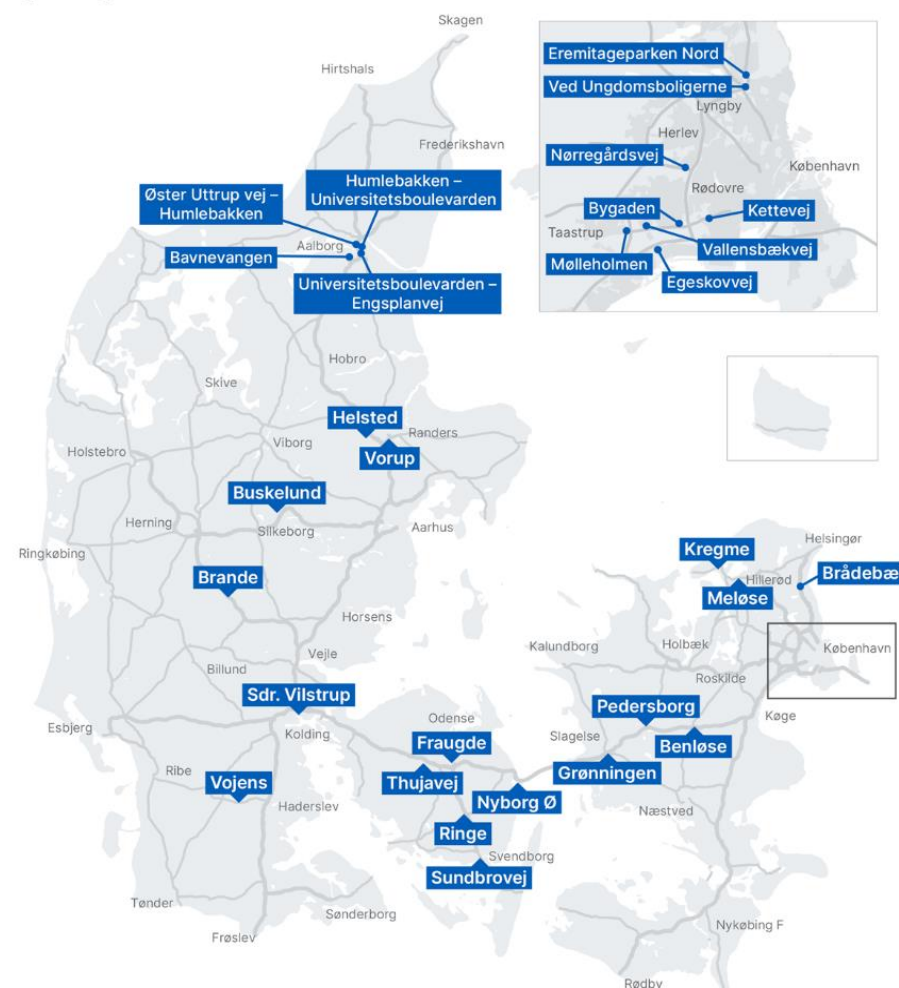 Skagen
Hirtshals
Frederikshavn
Øster Uttrup vej –
Humlebakken
Humlebakken –
Universitetsboulevarden
Aalborg
Bavnevangen
Universitetsboulevarden –
Engsplanvej
Eremitageparken Nord
Ved Ungdomsboligerne
Lyngby
Herlev
København
Nørregårdsvej
Rødovre
Bygaden
Kettevej
Taastrup
Vallensbækvej
Mølleholmen
Egeskovvej
Hobro
Skive
Helsted
Randers
Viborg
Vorup
Holstebro
Buskelund
Herning
Silkeborg
Aarhus
Ringkøbing
Brande
Horsens
Vejle
Billund
Sdr. Vilstrup
Esbjerg
Kolding
Ribe
Vojens
Haderslev
Tønder
Sønderborg
Frøslev
Odense
Fraugde
Thujavej
Nyborg Ø
Ringe
Svendborg
Sundbrovej
Helsingør
Kregme
Hillerød
Brådebæ
Meløse
Kalundborg
Holbæk
København
Roskilde
Pedersborg
Køge
Slagelse
Benløse
Grønningen
Næstved
Nykøbing F
Rødby